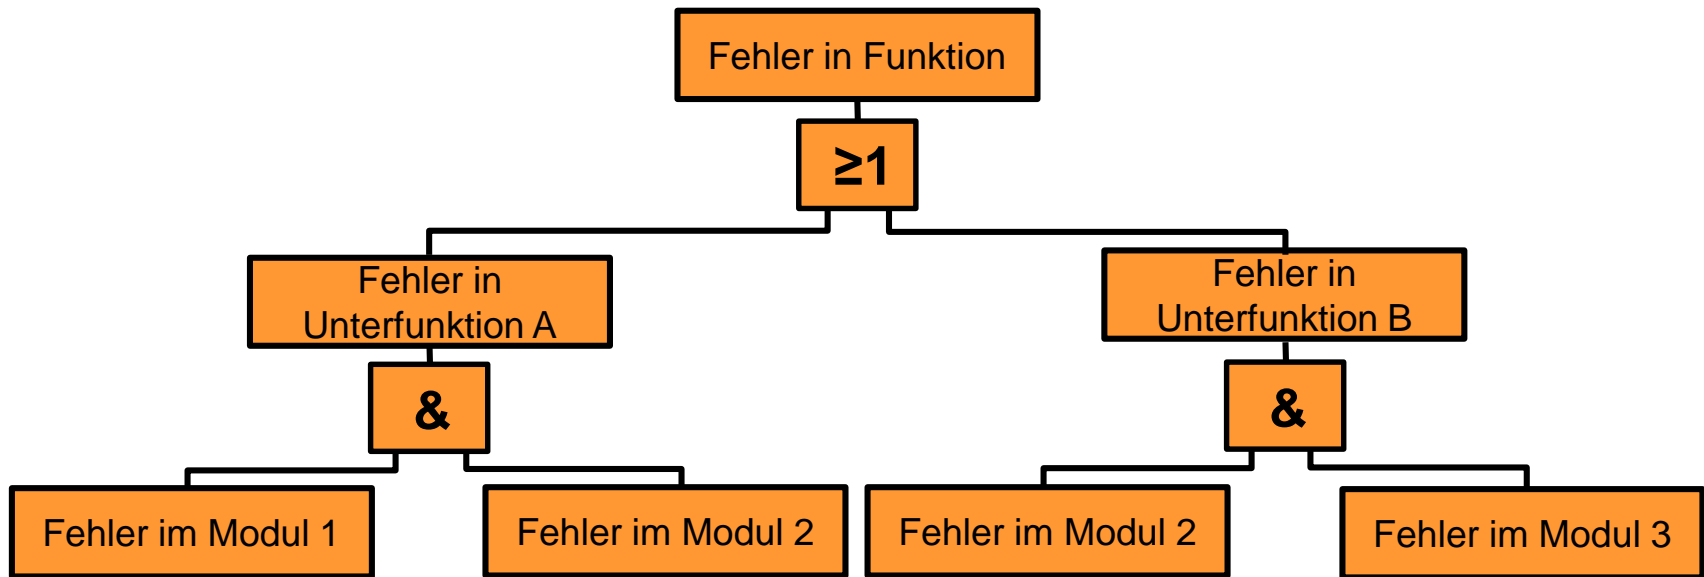 Fehler in Funktion
≥1
Fehler in
Unterfunktion A
Fehler in
Unterfunktion B
&
&
Fehler im Modul 1
Fehler im Modul 2
Fehler im Modul 2
Fehler im Modul 3